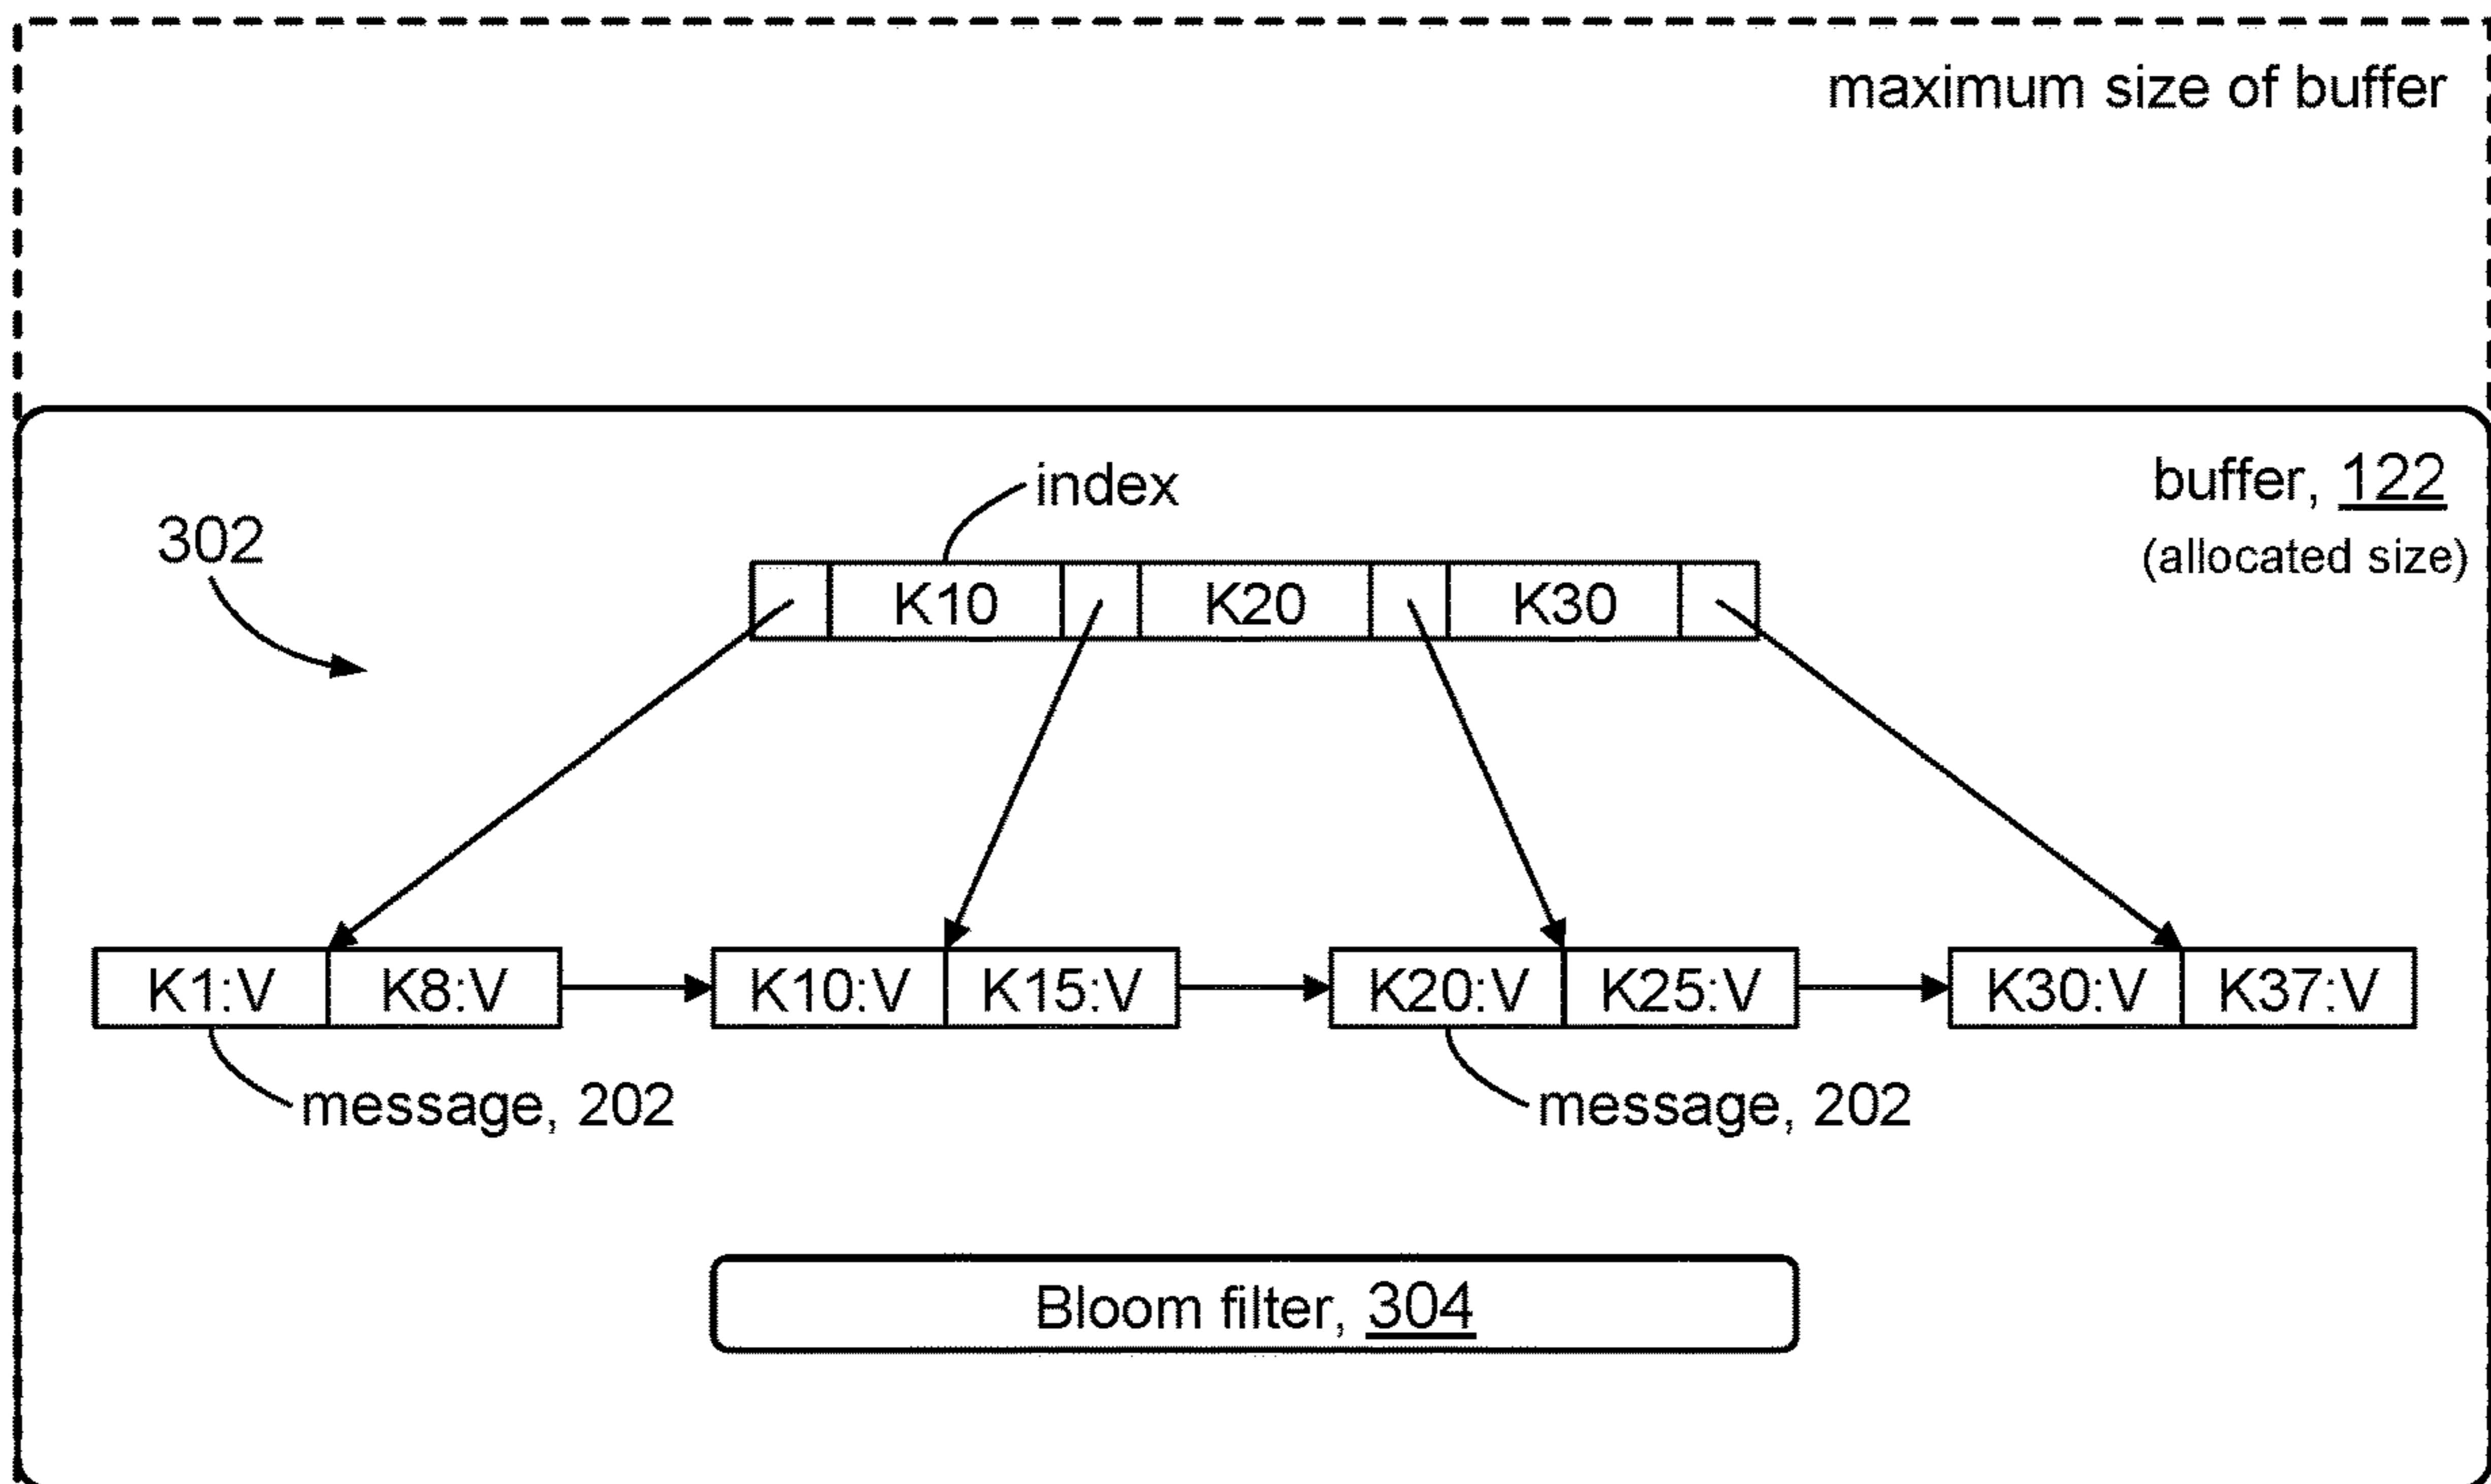 maximum size of buffer
index
buffer, 122
(allocated size)
302
K10 K20 K30
K1:V K8:V K10:V K15:V K20:V K25:V K30:V K37:V
message, 202 message, 202
Bloom filter, 304